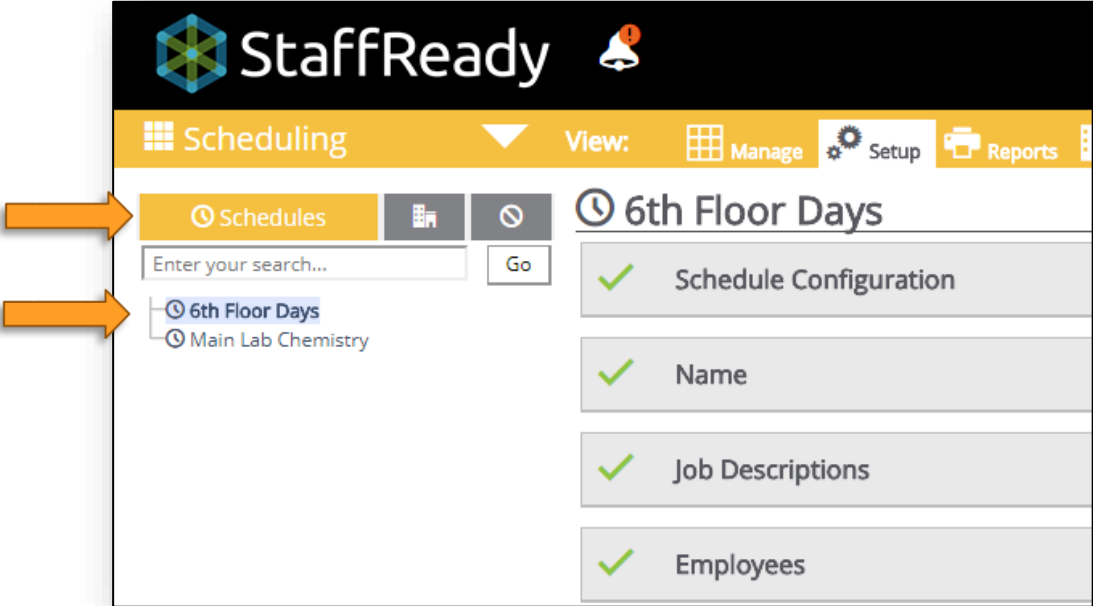 StaffReady
Scheduling View: Manage Setup Reports
Schedules
Enter your search... Go
6th Floor Days
Main Lab Chemistry
6th Floor Days
Schedule Configuration
Name
Job Descriptions
Employees